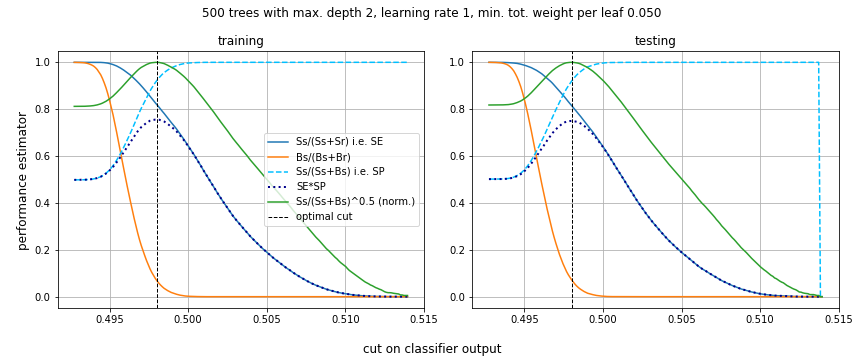 500 trees with max. depth 2, learning rate 1, min. tot. weight per leaf 0.050
training
testing
performance estimator
1.0
0.8
0.6
0.4
0.2
0.0
0.495
0.500
0.505
0.510
0.515
Ss/(Ss+Sr) i.e. SE
Bs/(Bs+Br)
Ss/(Ss+Bs) i.e. SP
SE*SP
Ss/(Ss+Bs)^0.5 (norm.)
optimal cut
1.0
0.8
0.6
0.4
0.2
0.0
0.495
0.500
0.505
0.510
0.515
cut on classifier output